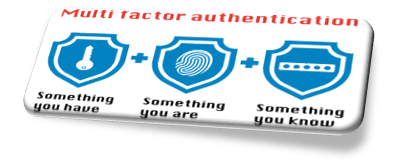 Multi factor authentication
Something
you have
Something
you are
Something
you know